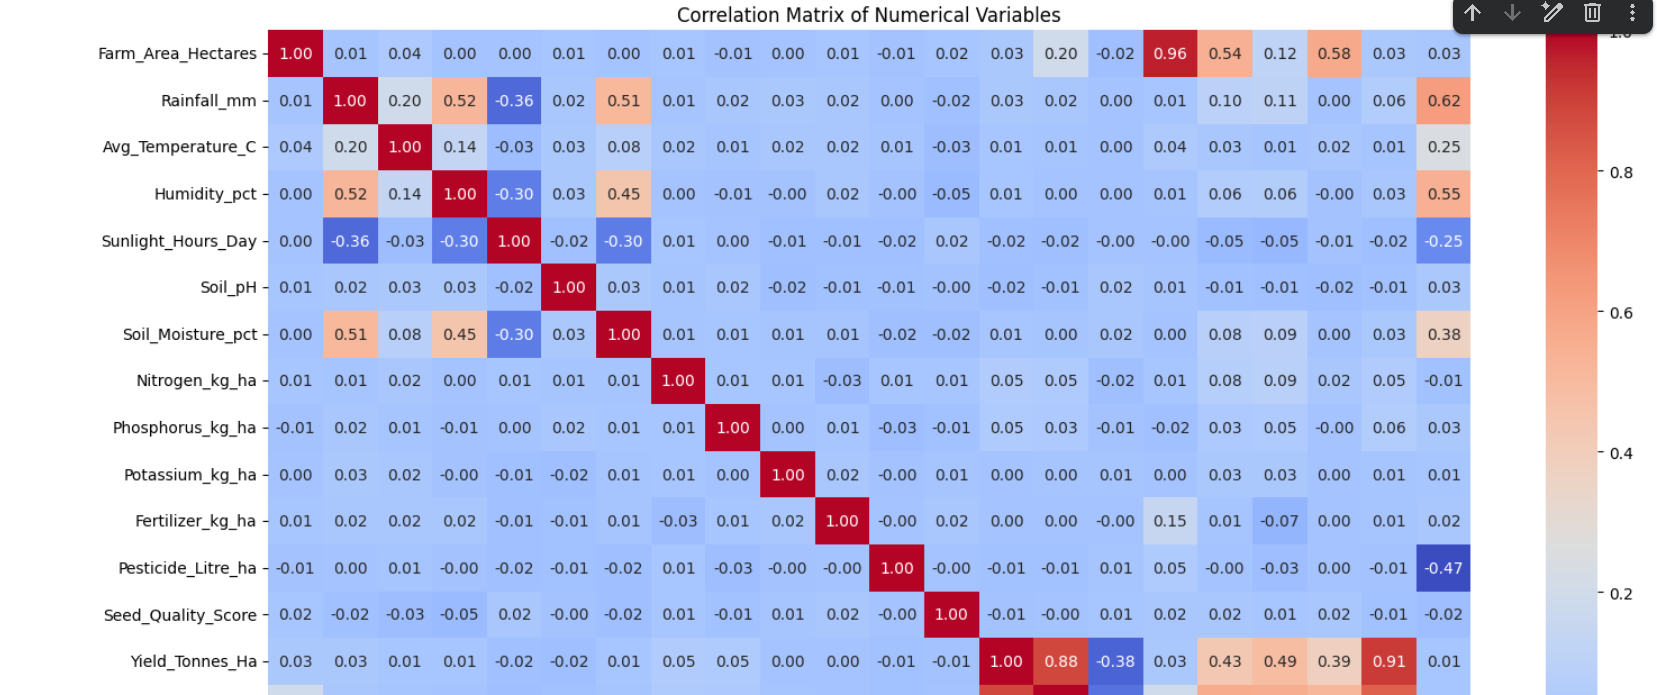 Correlation Matrix of Numerical Variables
Farm_Area_Hectares 1.00 0.01 0.04 0.00 0.00 0.01 0.00 0.01 -0.01 0.00 0.01 -0.01 0.02 0.03 0.20 -0.02 0.96 0.54 0.12 0.58 0.03 0.03
Rainfall_mm 0.01 1.00 0.20 0.52 -0.36 0.02 0.51 0.01 0.02 0.03 0.02 0.00 -0.02 0.03 0.02 0.00 0.01 0.10 0.11 0.00 0.06 0.62
Avg_Temperature_C 0.04 0.20 1.00 0.14 -0.03 0.03 0.08 0.02 0.01 0.02 0.02 0.01 -0.03 0.01 0.01 0.00 0.04 0.03 0.01 0.02 0.01 0.25
0.8
Humidity_pct 0.00 0.52 0.14 1.00 -0.30 0.03 0.45 0.00 -0.01 -0.00 0.02 -0.00 -0.05 0.01 0.00 0.00 0.01 0.06 0.06 -0.00 0.03 0.55
Sunlight_Hours_Day 0.00 -0.36 -0.03 -0.30 1.00 -0.02 -0.30 0.01 0.00 -0.01 -0.01 -0.02 0.02 -0.02 -0.02 -0.00 -0.00 -0.05 -0.05 -0.01 -0.02 -0.25
Soil_pH 0.01 0.02 0.03 0.03 -0.02 1.00 0.03 0.01 0.02 -0.02 -0.01 -0.01 -0.00 -0.02 -0.01 0.02 0.01 -0.01 -0.01 -0.02 -0.01 0.03
0.6
Soil_Moisture_pct 0.00 0.51 0.08 0.45 -0.30 0.03 1.00 0.01 0.01 0.01 0.01 -0.02 -0.02 0.01 0.00 0.02 0.00 0.08 0.09 0.00 0.03 0.38
Nitrogen_kg_ha 0.01 0.01 0.02 0.00 0.01 0.01 0.01 1.00 0.01 0.01 -0.03 0.01 0.01 0.05 0.05 -0.02 0.01 0.08 0.09 0.02 0.05 -0.01
Phosphorus_kg_ha -0.01 0.02 0.01 -0.01 0.00 0.02 0.01 0.01 1.00 0.00 0.01 -0.03 -0.01 0.05 0.03 -0.01 -0.02 0.03 0.05 -0.00 0.06 0.03
0.4
Potassium_kg_ha 0.00 0.03 0.02 -0.00 -0.01 -0.02 0.01 0.01 0.00 1.00 0.02 -0.00 0.01 0.00 0.00 0.01 0.00 0.03 0.03 0.00 0.01 0.01
Fertilizer_kg_ha 0.01 0.02 0.02 0.02 -0.01 -0.01 0.01 -0.03 0.01 0.02 1.00 -0.00 0.02 0.00 0.00 -0.00 0.15 0.01 -0.07 0.00 0.01 0.02
Pesticide_Litre_ha -0.01 0.00 0.01 -0.00 -0.02 -0.01 -0.02 0.01 -0.03 -0.00 -0.00 1.00 -0.00 -0.01 -0.01 0.01 0.05 -0.00 -0.03 0.00 -0.01 -0.47
0.2
Seed_Quality_Score 0.02 -0.02 -0.03 -0.05 0.02 -0.00 -0.02 0.01 -0.01 0.01 0.02 -0.00 1.00 -0.01 -0.00 0.01 0.02 0.02 0.01 0.02 -0.01 -0.02
Yield_Tonnes_Ha 0.03 0.03 0.01 0.01 -0.02 -0.02 0.01 0.05 0.05 0.00 0.00 -0.01 -0.01 1.00 0.88 -0.38 0.03 0.43 0.49 0.39 0.91 0.01